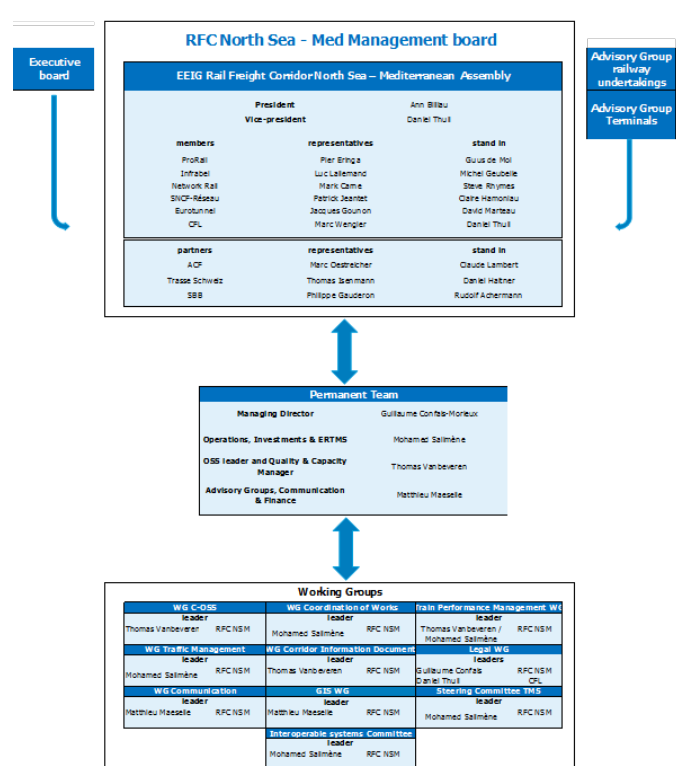 RFC North Sea - Med Management board
Executive board
Advisory Group railway undertakings
Advisory Group Terminals
EEIG Rail Freight Corridor North Sea – Mediterranean Assembly
President Ann Billau
Vice-president Daniel Thull
members representatives stand in
ProRail Pier Eringa Guus de Mol
Infrabel Luc Lallemand Michel Geubelle
Network Rail Mark Carne Steve Rhymes
SNCF-Réseau Patrick Jeantet Claire Hamoniau
Eurotunnel Jacques Gounon David Marteau
CFL Marc Wengler Daniel Thull
partners representatives stand in
ACF Marc Oestreicher Claude Lambert
Trasse Schweiz Thomas Isenmann Daniel Haltner
SBB Philippe Gauderon Rudolf Achermann
Permanent Team
Managing Director Guillaume Confais-Morieux
Operations, Investments & ERTMS Mohamed Salimène
OSS leader and Quality & Capacity Manager Thomas Vanbeveren
Advisory Groups, Communication & Finance Matthieu Maeselle
Working Groups
WG C-OSS WG Coordination of Works Train Performance Management WG
leader leader leader
Thomas Vanbeverer RFC NSM Mohamed Salimène RFC NSM Thomas Vanbeveren / Mohamed Salimène RFC NSM
WG Traffic Management WG Corridor Information Document Legal WG
leader leader leaders
Mohamed Salimène RFC NSM Thomas Vanbeveren RFC NSM Guillaume Confais RFC NSM
Daniel Thull CFL
WG Communication GIS WG Steering Committee TMS
leader leader leader
Matthieu Maeselle RFC NSM Matthieu Maeselle RFC NSM Mohamed Salimène RFC NSM
Interoperable systems Committee
leader
Mohamed Salimène RFC NSM